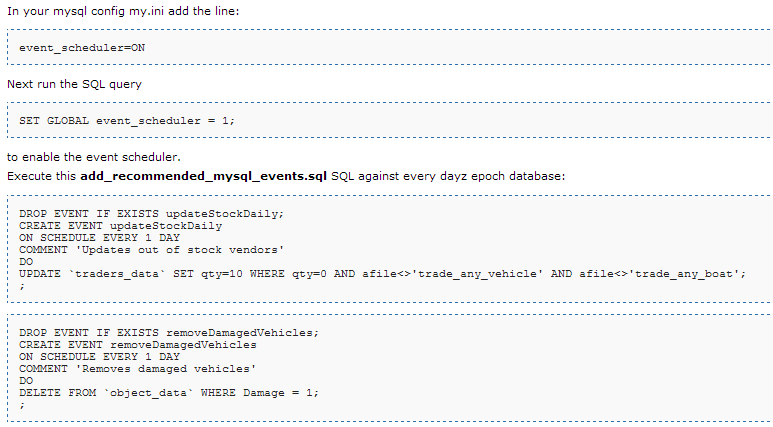 In your mysql config my.ini add the line:
event_scheduler=ON
Next run the SQL query
SET GLOBAL event_scheduler = 1;
to enable the event scheduler.
Execute this add_recommended_mysql_events.sql SQL against every dayz epoch database:
DROP EVENT IF EXISTS updateStockDaily;
CREATE EVENT updateStockDaily
ON SCHEDULE EVERY 1 DAY
COMMENT 'Updates out of stock vendors'
DO
UPDATE `traders_data` SET qty=10 WHERE qty=0 AND afile<>'trade_any_vehicle' AND afile<>'trade_any_boat';
;
DROP EVENT IF EXISTS removeDamagedVehicles;
CREATE EVENT removeDamagedVehicles
ON SCHEDULE EVERY 1 DAY
COMMENT 'Removes damaged vehicles'
DO
DELETE FROM `object_data` WHERE Damage = 1;
;